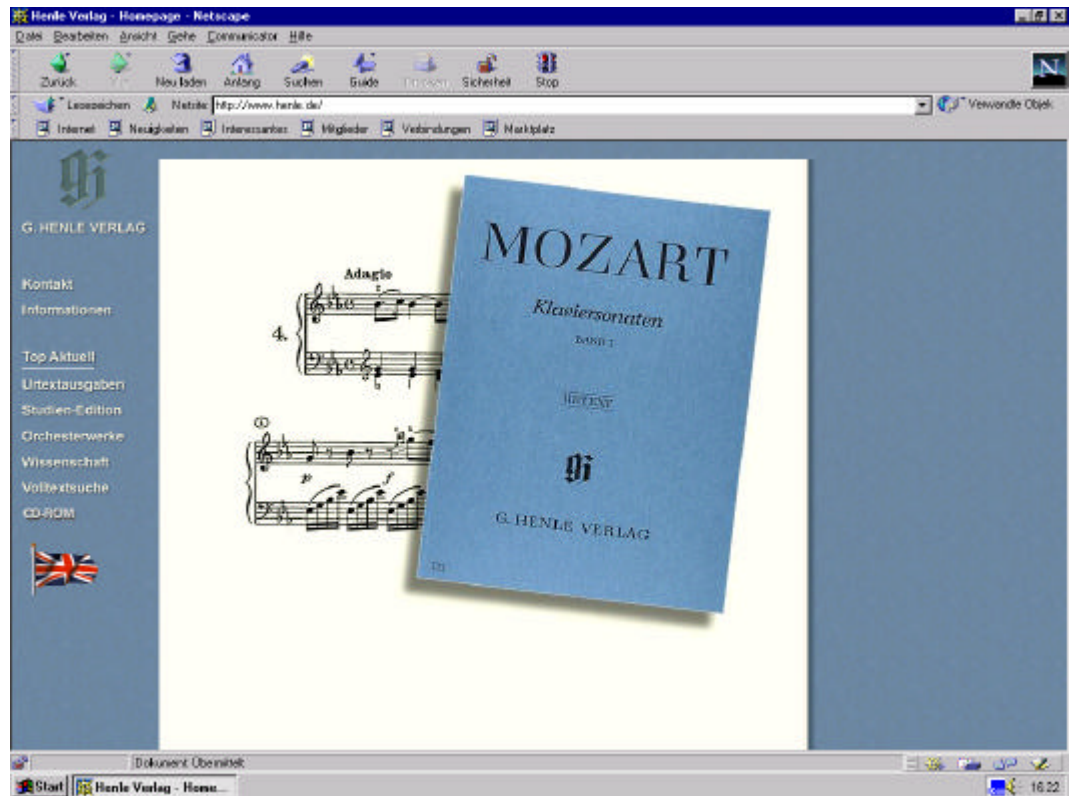 Henle Verlag - Homepage - Netscape
Datei Bearbeiten Ansicht Gehe Communicator Hilfe
Zurück Vor Neu laden Anfang Suchen Guide Drucken Sicherheit Stop
Lesezeichen Netsite: http://www.henle.de/ Verwandte Objek
Internet Neuigkeiten Interessantes Mitglieder Verbindungen Marktplatz
G. HENLE VERLAG
Kontakt
Informationen
Top Aktuell
Urtextausgaben
Studien-Edition
Orchesterwerke
Wissenschaft
Volltextsuche
CD-ROM
Adagio
4.
p f
MOZART
Klaviersonaten
BAND I
URTEXT
G. HENLE VERLAG
Dokument: Übermittelt
Start Henle Verlag - Home... 16:22